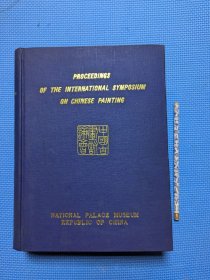 PROCEEDINGS
OF THE INTERNATIONAL SYMPOSIUM
ON CHINESE PAINTING
NATIONAL PALACE MUSEUM
REPUBLIC OF CHINA